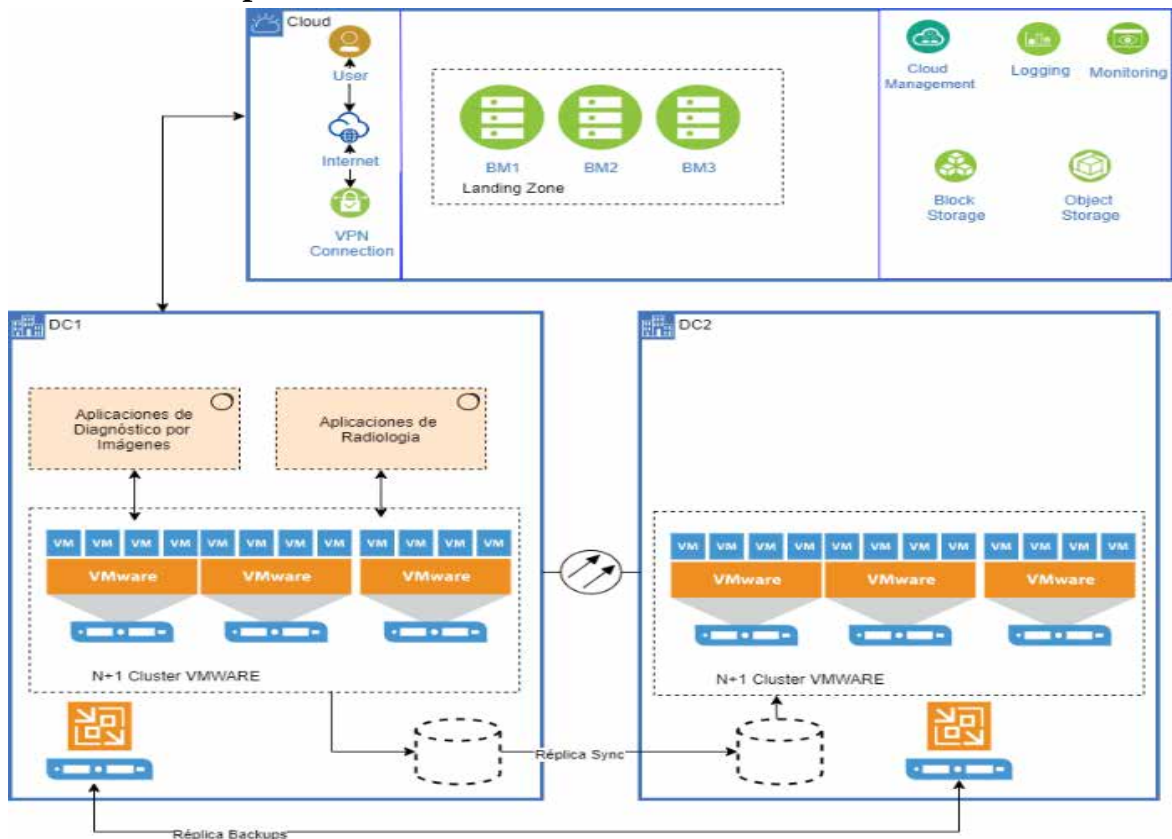 Cloud
User
Internet
VPN
Connection
BM1
BM2
BM3
Landing Zone
Cloud
Management
Logging
Monitoring
Block
Storage
Object
Storage
DC1
Aplicaciones de
Diagnóstico por
Imágenes
Aplicaciones de
Radiologia
VM VM VM VM VM VM VM VM VM VM VM VM
VMware VMware VMware
N+1 Cluster VMWARE
DC2
VM VM VM VM VM VM VM VM VM VM VM VM
VMware VMware VMware
N+1 Cluster VMWARE
Réplica Sync
Réplica Backups